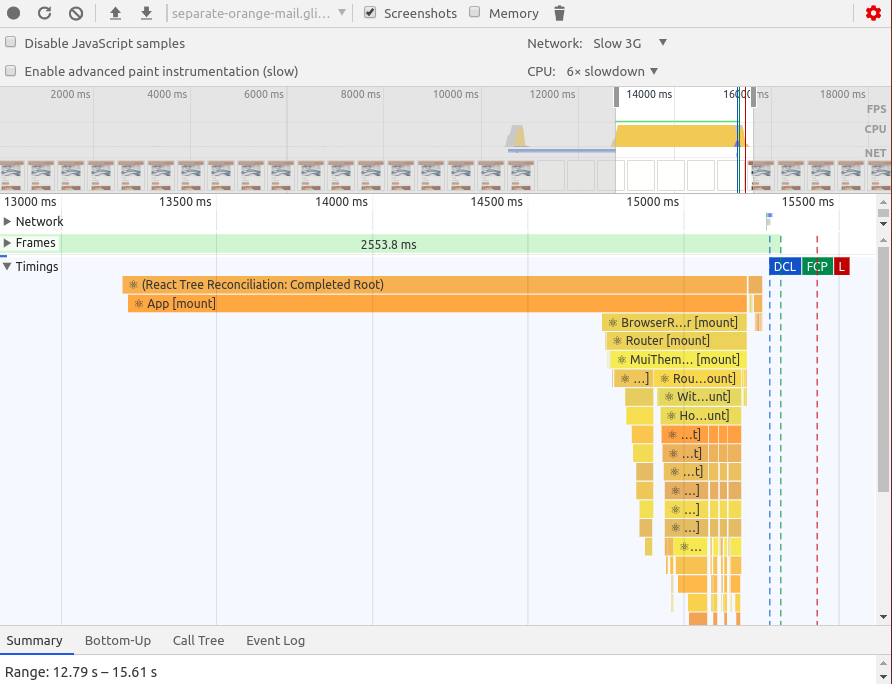 separate-orange-mail.gli... Screenshots Memory
Disable JavaScript samples Network: Slow 3G
Enable advanced paint instrumentation (slow) CPU: 6× slowdown
2000 ms 4000 ms 6000 ms 8000 ms 10000 ms 12000 ms 14000 ms 18000 ms
FPS
CPU
NET
13000 ms 13500 ms 14000 ms 14500 ms 15000 ms 15500 ms
Network
Frames 2553.8 ms
Timings DCL FCP L
(React Tree Reconciliation: Completed Root)
App [mount]
BrowserR...r [mount]
Router [mount]
MuiThem... [mount]
...] Rou...ount]
Wit...unt]
Ho...unt]
...t]
...t]
...t]
...]
...]
...]
...
Summary Bottom-Up Call Tree Event Log
Range: 12.79 s – 15.61 s